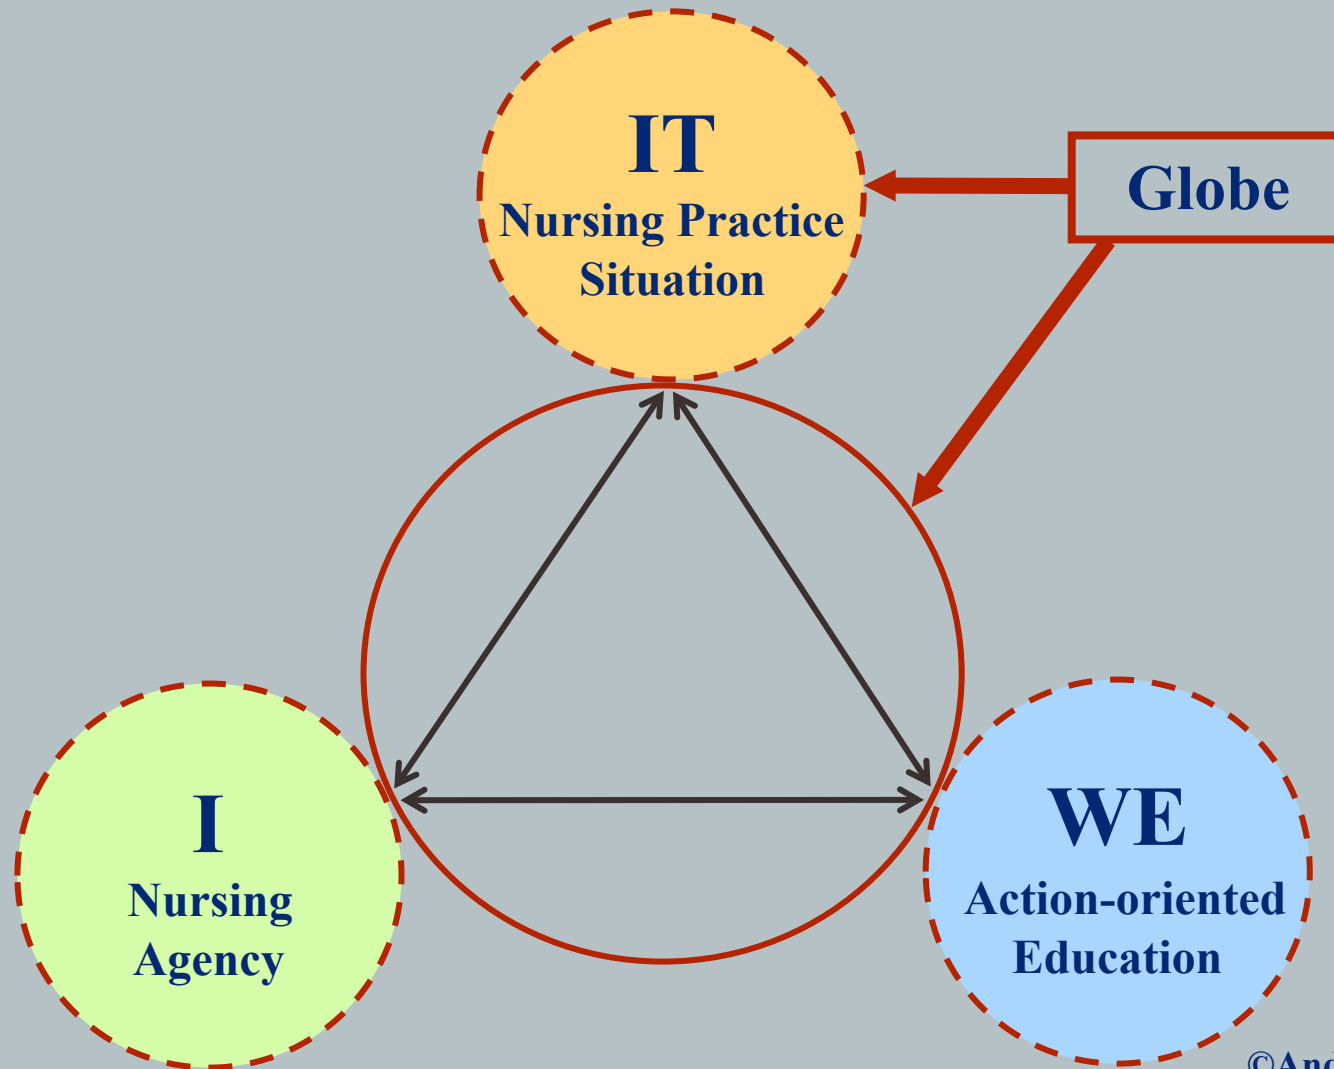 IT
Nursing Practice
Situation
Globe
I
Nursing
Agency
WE
Action-oriented
Education